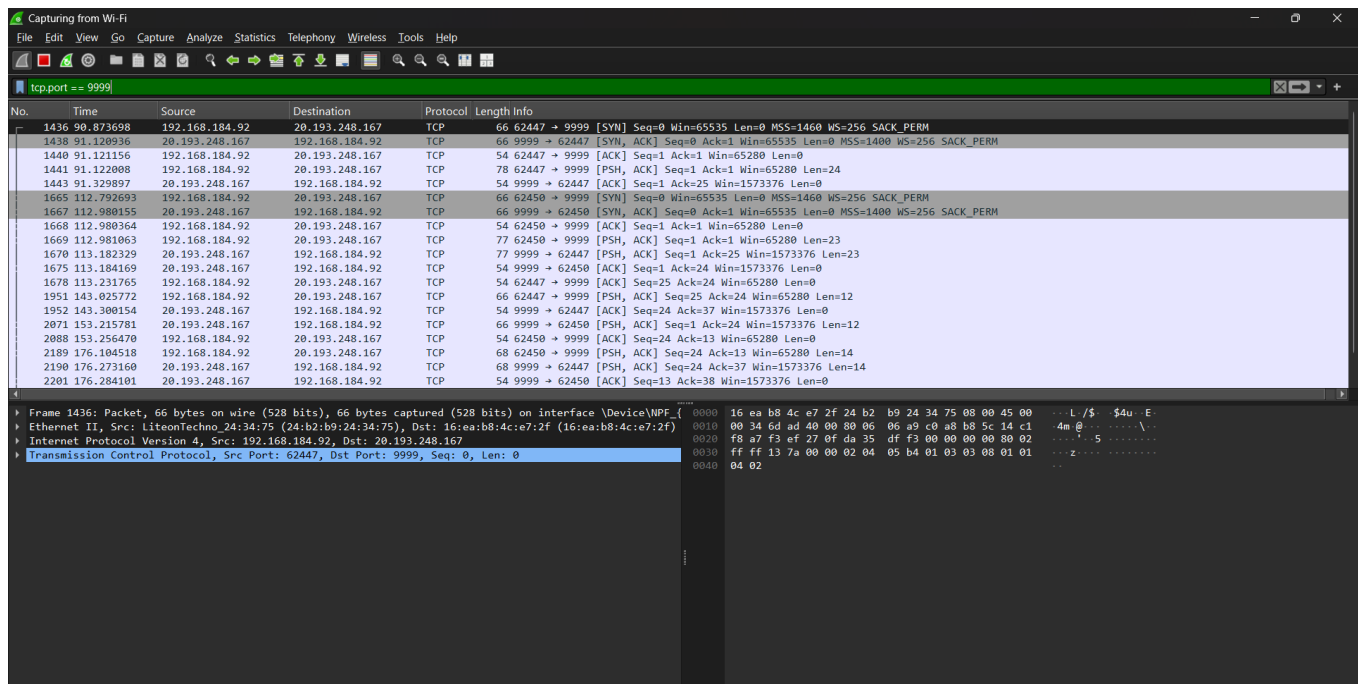 Capturing from Wi-Fi
File Edit View Go Capture Analyze Statistics Telephony Wireless Tools Help
tcp.port == 9999
No. Time Source Destination Protocol Length Info
1436 90.873698 192.168.184.92 20.193.248.167 TCP 66 62447 → 9999 [SYN] Seq=0 Win=65535 Len=0 MSS=1460 WS=256 SACK_PERM
1438 91.120936 20.193.248.167 192.168.184.92 TCP 66 9999 → 62447 [SYN, ACK] Seq=0 Ack=1 Win=65535 Len=0 MSS=1400 WS=256 SACK_PERM
1440 91.121156 192.168.184.92 20.193.248.167 TCP 54 62447 → 9999 [ACK] Seq=1 Ack=1 Win=65280 Len=0
1441 91.122008 192.168.184.92 20.193.248.167 TCP 78 62447 → 9999 [PSH, ACK] Seq=1 Ack=1 Win=65280 Len=24
1443 91.329897 20.193.248.167 192.168.184.92 TCP 54 9999 → 62447 [ACK] Seq=1 Ack=25 Win=1573376 Len=0
1665 112.792693 192.168.184.92 20.193.248.167 TCP 66 62450 → 9999 [SYN] Seq=0 Win=65535 Len=0 MSS=1460 WS=256 SACK_PERM
1667 112.980155 20.193.248.167 192.168.184.92 TCP 66 9999 → 62450 [SYN, ACK] Seq=0 Ack=1 Win=65535 Len=0 MSS=1400 WS=256 SACK_PERM
1668 112.980364 192.168.184.92 20.193.248.167 TCP 54 62450 → 9999 [ACK] Seq=1 Ack=1 Win=65280 Len=0
1669 112.981063 192.168.184.92 20.193.248.167 TCP 77 62450 → 9999 [PSH, ACK] Seq=1 Ack=1 Win=65280 Len=23
1670 113.182329 20.193.248.167 192.168.184.92 TCP 77 9999 → 62447 [PSH, ACK] Seq=1 Ack=25 Win=1573376 Len=23
1675 113.184169 20.193.248.167 192.168.184.92 TCP 54 9999 → 62450 [ACK] Seq=1 Ack=24 Win=1573376 Len=0
1678 113.231765 192.168.184.92 20.193.248.167 TCP 54 62447 → 9999 [ACK] Seq=25 Ack=24 Win=65280 Len=0
1951 143.025772 192.168.184.92 20.193.248.167 TCP 66 62447 → 9999 [PSH, ACK] Seq=25 Ack=24 Win=65280 Len=12
1952 143.300154 20.193.248.167 192.168.184.92 TCP 54 9999 → 62447 [ACK] Seq=24 Ack=37 Win=1573376 Len=0
2071 153.215781 20.193.248.167 192.168.184.92 TCP 66 9999 → 62450 [PSH, ACK] Seq=1 Ack=24 Win=1573376 Len=12
2088 153.256470 192.168.184.92 20.193.248.167 TCP 54 62450 → 9999 [ACK] Seq=24 Ack=13 Win=65280 Len=0
2189 176.104518 192.168.184.92 20.193.248.167 TCP 68 62450 → 9999 [PSH, ACK] Seq=24 Ack=13 Win=65280 Len=14
2190 176.273160 20.193.248.167 192.168.184.92 TCP 68 9999 → 62447 [PSH, ACK] Seq=24 Ack=37 Win=1573376 Len=14
2201 176.284101 20.193.248.167 192.168.184.92 TCP 54 9999 → 62450 [ACK] Seq=13 Ack=38 Win=1573376 Len=0
Frame 1436: Packet, 66 bytes on wire (528 bits), 66 bytes captured (528 bits) on interface \Device\NPF_{
Ethernet II, Src: LiteonTechno_24:34:75 (24:b2:b9:24:34:75), Dst: 16:ea:b8:4c:e7:2f (16:ea:b8:4c:e7:2f)
Internet Protocol Version 4, Src: 192.168.184.92, Dst: 20.193.248.167
Transmission Control Protocol, Src Port: 62447, Dst Port: 9999, Seq: 0, Len: 0
0000 16 ea b8 4c e7 2f 24 b2 b9 24 34 75 08 00 45 00 ···L·/$· ·$4u··E·
0010 00 34 6d ad 40 00 80 06 06 a9 c0 a8 b8 5c 14 c1 ·4m·@··· ·····\··
0020 f8 a7 f3 ef 27 0f da 35 df f3 00 00 00 00 80 02 ····'··5 ········
0030 ff ff 13 7a 00 00 02 04 05 b4 01 03 03 08 01 01 ···z···· ········
0040 04 02 ··